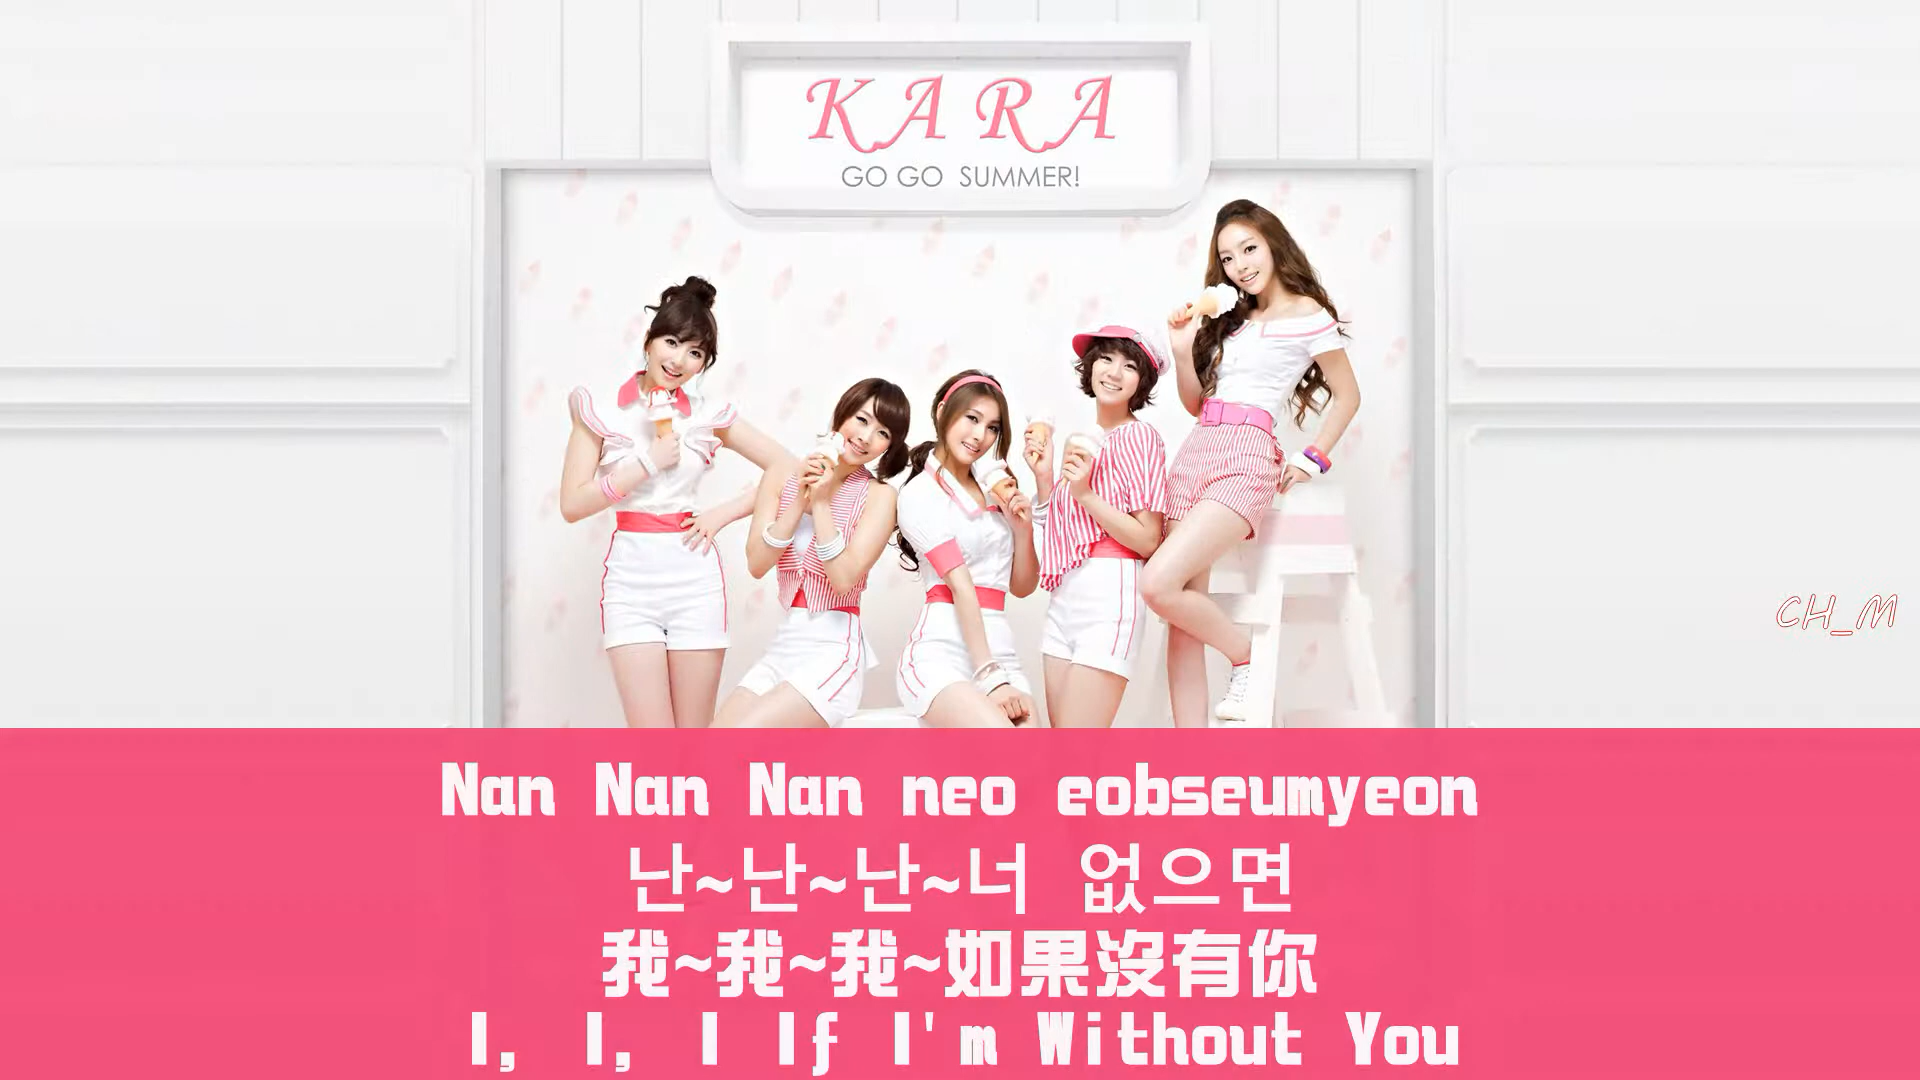 KARA
GO GO SUMMER!
CH_M
Nan Nan Nan neo eobseumyeon
난~난~난~너 없으면
我~我~我~如果沒有你
I, I, I If I'm Without You